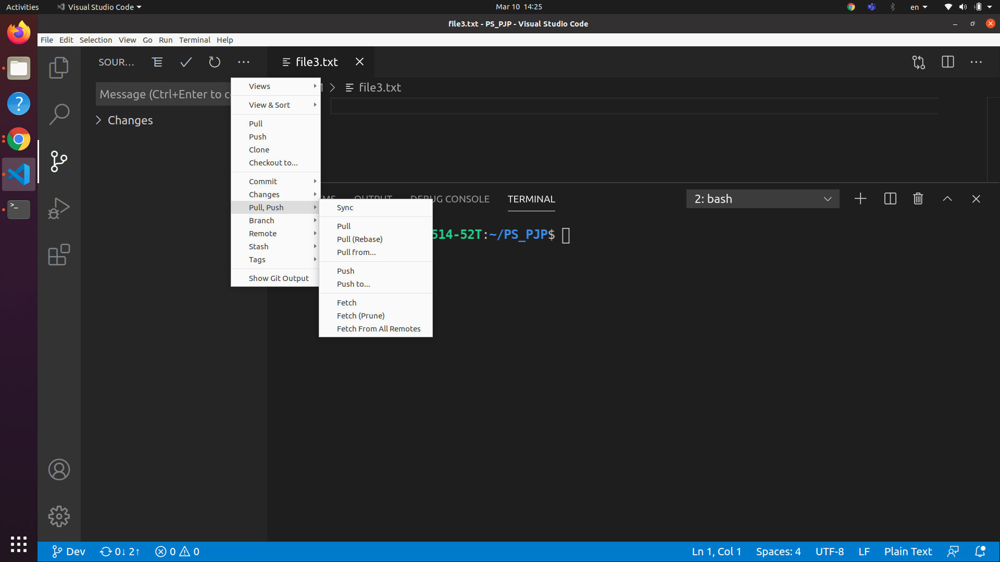 Activities Visual Studio Code Mar 10 14:25 en
file3.txt - PS_PJP - Visual Studio Code
File Edit Selection View Go Run Terminal Help
SOUR... file3.txt
Message (Ctrl+Enter to c file3.txt
Changes
Views
View & Sort
Pull
Push
Clone
Checkout to...
Commit
Changes
Pull, Push
Branch
Remote
Stash
Tags
Show Git Output
Sync
Pull
Pull (Rebase)
Pull from...
Push
Push to...
Fetch
Fetch (Prune)
Fetch From All Remotes
OUTPUT DEBUG CONSOLE TERMINAL 2: bash
514-52T:~/PS_PJP$
Dev 0↓ 2↑ 0 0 Ln 1, Col 1 Spaces: 4 UTF-8 LF Plain Text